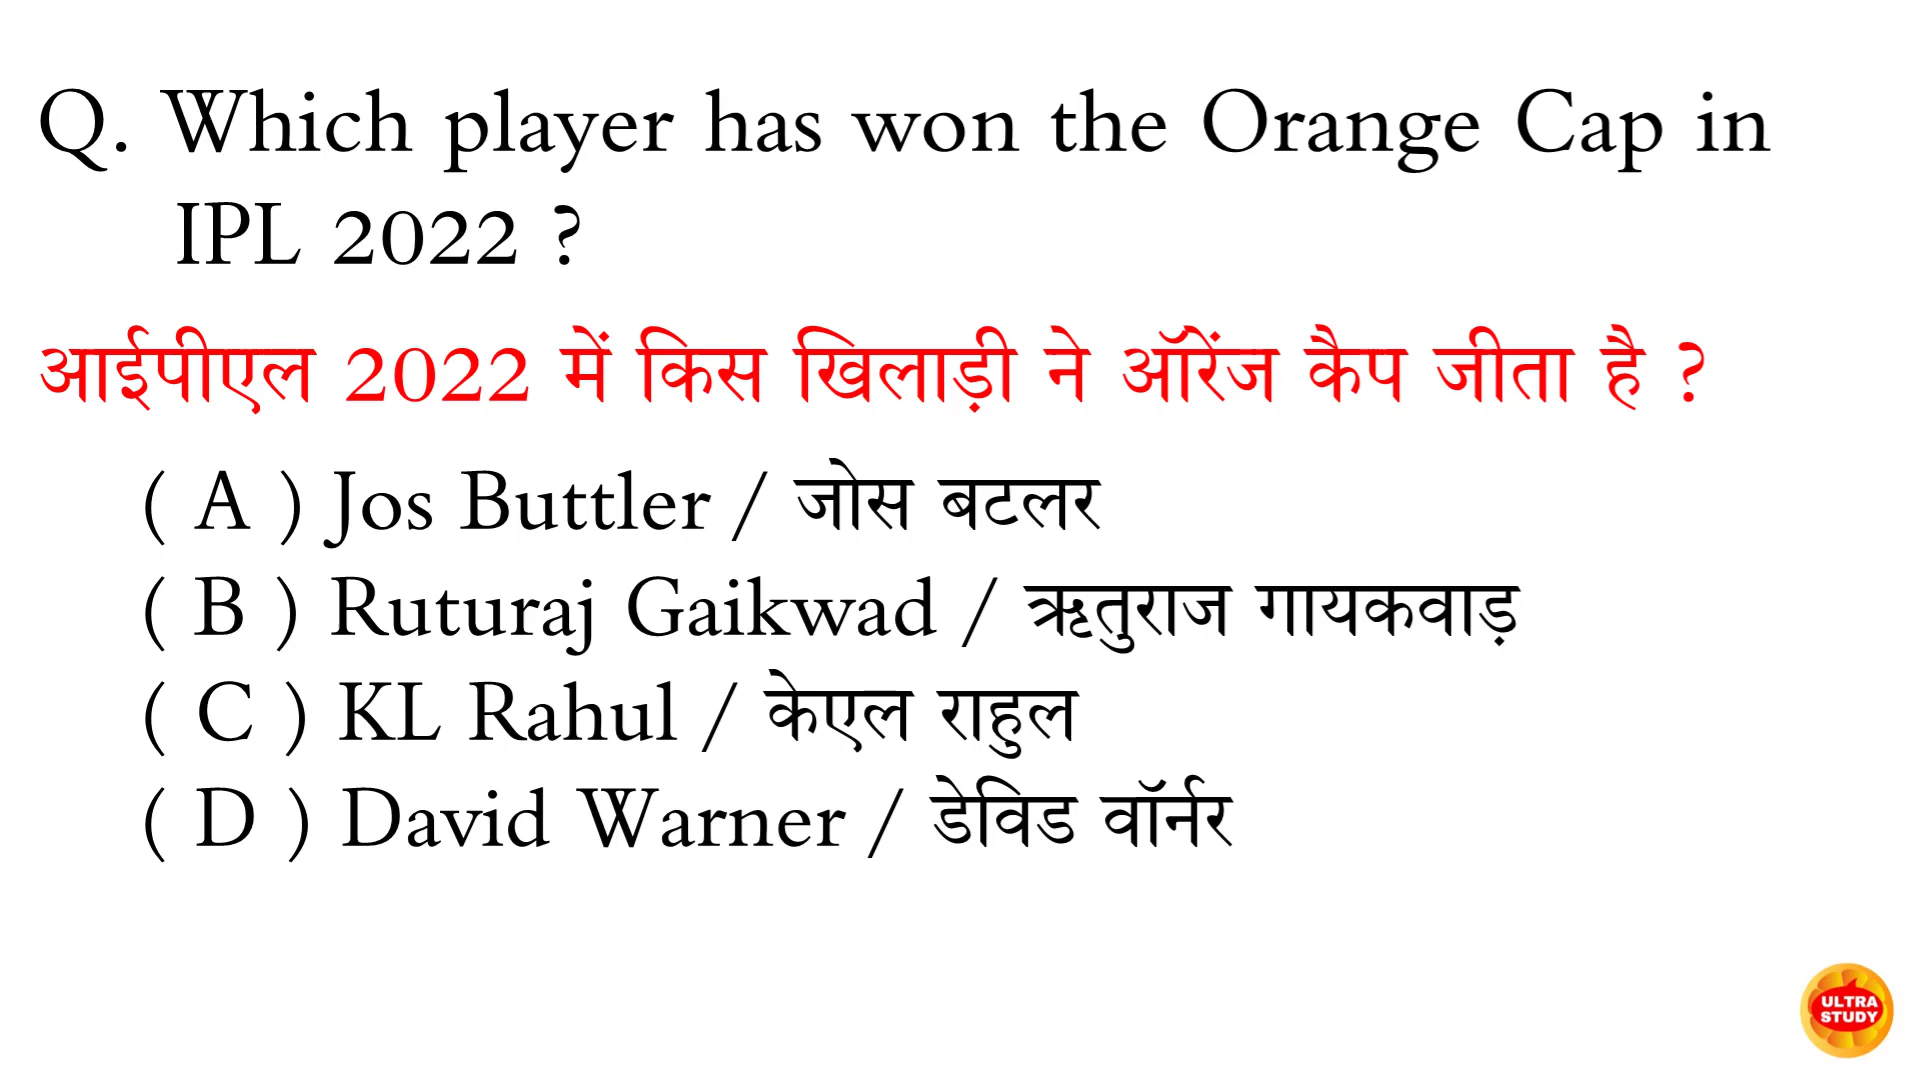 Q. Which player has won the Orange Cap in
IPL 2022 ?
आईपीएल 2022 में किस खिलाड़ी ने ऑरेंज कैप जीता है ?
( A ) Jos Buttler / जोस बटलर
( B ) Ruturaj Gaikwad / ऋतुराज गायकवाड़
( C ) KL Rahul / केएल राहुल
( D ) David Warner / डेविड वॉर्नर
ULTRA
STUDY